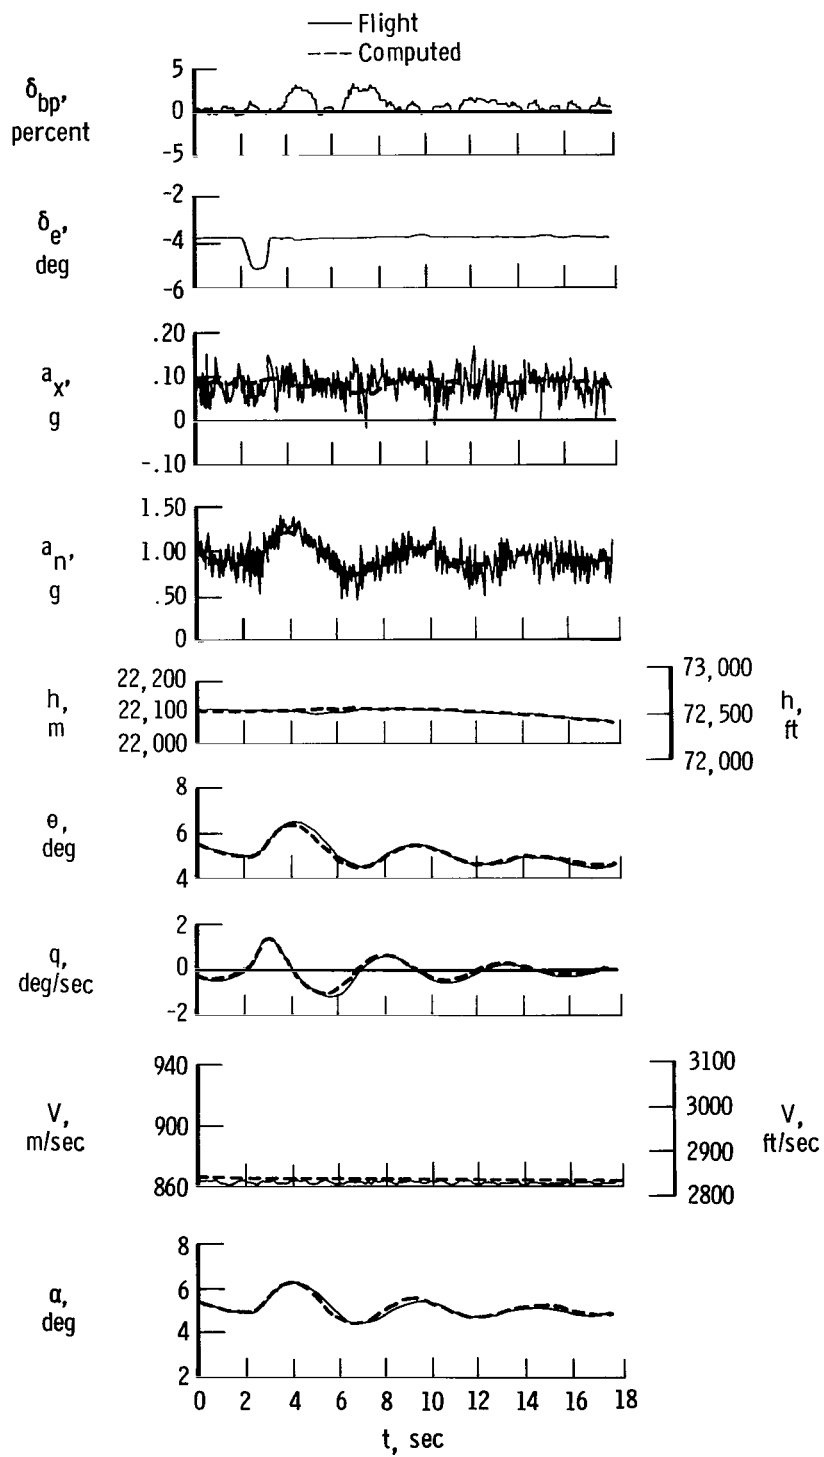 Flight
Computed
δbp,
percent
5
0
-5
δe,
deg
-2
-4
-6
ax,
g
.20
.10
0
-.10
an,
g
1.50
1.00
.50
0
h,
m
22,200
22,100
22,000
73,000
72,500
72,000
h,
ft
θ,
deg
8
6
4
q,
deg/sec
2
0
-2
V,
m/sec
940
900
860
3100
3000
2900
2800
V,
ft/sec
α,
deg
8
6
4
2
0 2 4 6 8 10 12 14 16 18
t, sec